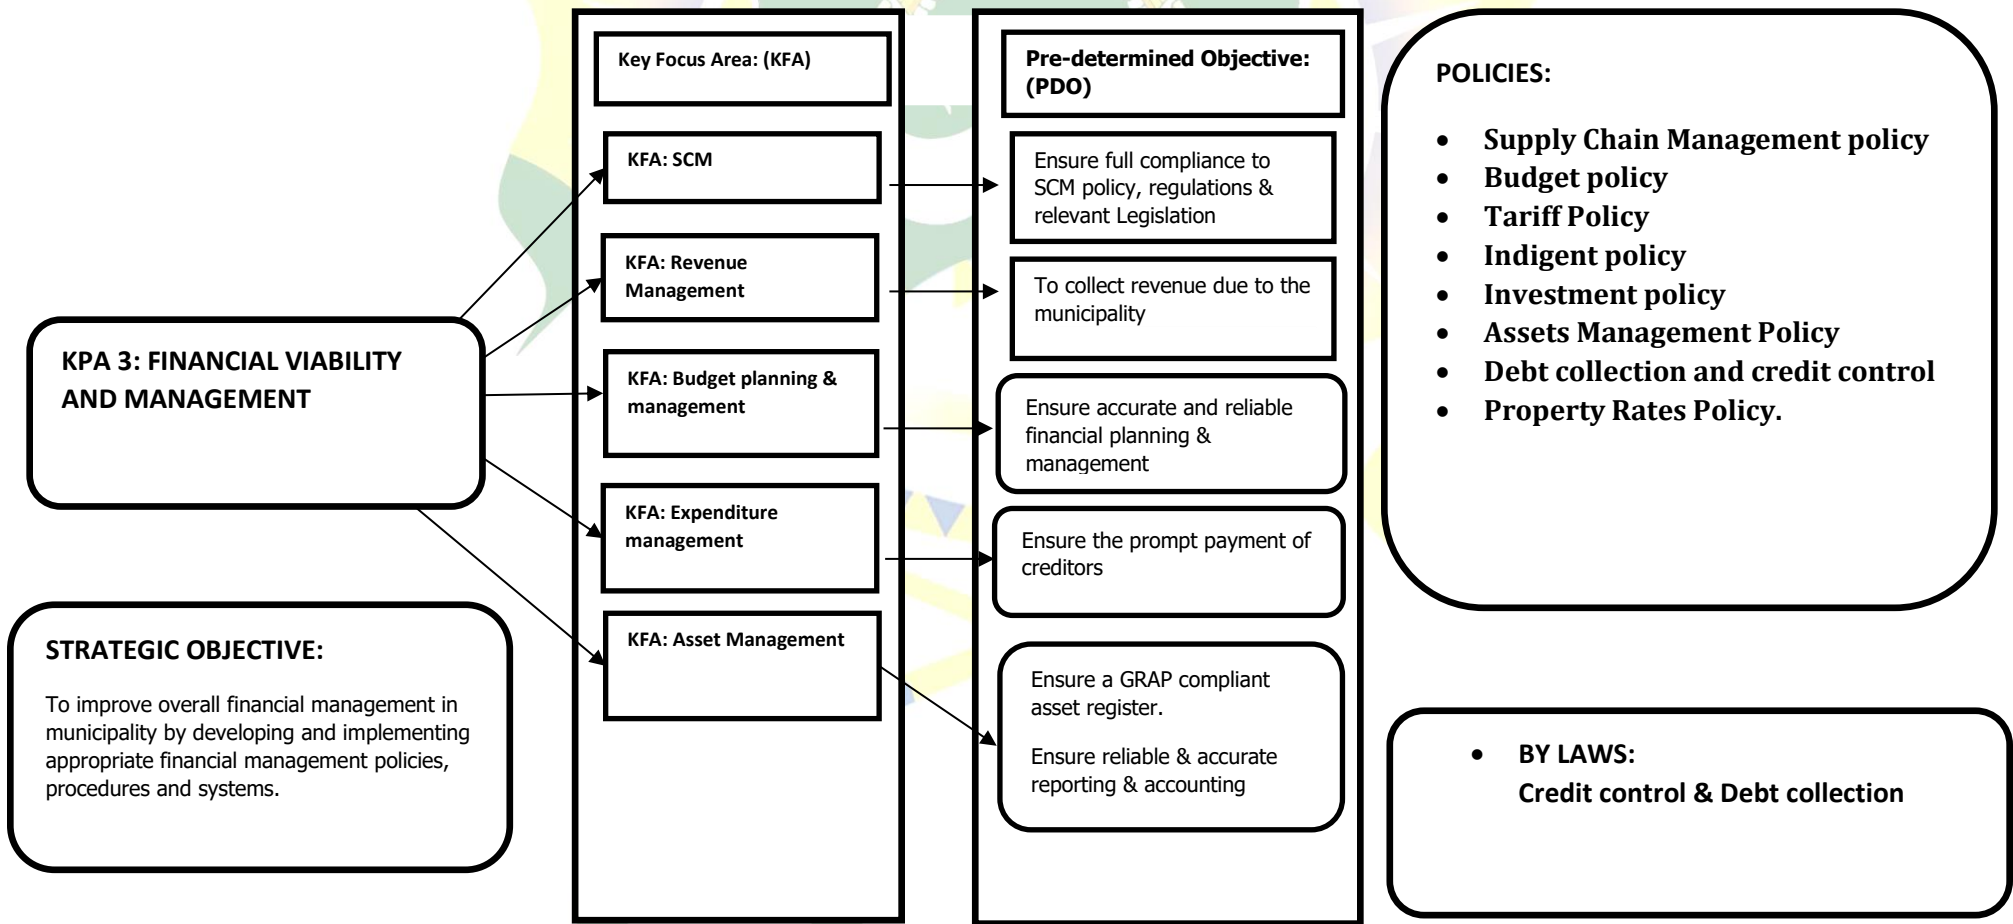 KPA 3: FINANCIAL VIABILITY
AND MANAGEMENT
STRATEGIC OBJECTIVE:
To improve overall financial management in
municipality by developing and implementing
appropriate financial management policies,
procedures and systems.
Key Focus Area: (KFA)
KFA: SCM
KFA: Revenue
Management
KFA: Budget planning &
management
KFA: Expenditure
management
KFA: Asset Management
Pre-determined Objective:
(PDO)
Ensure full compliance to
SCM policy, regulations &
relevant Legislation
To collect revenue due to the
municipality
Ensure accurate and reliable
financial planning &
management
Ensure the prompt payment of
creditors
Ensure a GRAP compliant
asset register.
Ensure reliable & accurate
reporting & accounting
POLICIES:
• Supply Chain Management policy
• Budget policy
• Tariff Policy
• Indigent policy
• Investment policy
• Assets Management Policy
• Debt collection and credit control
• Property Rates Policy.
• BY LAWS:
Credit control & Debt collection